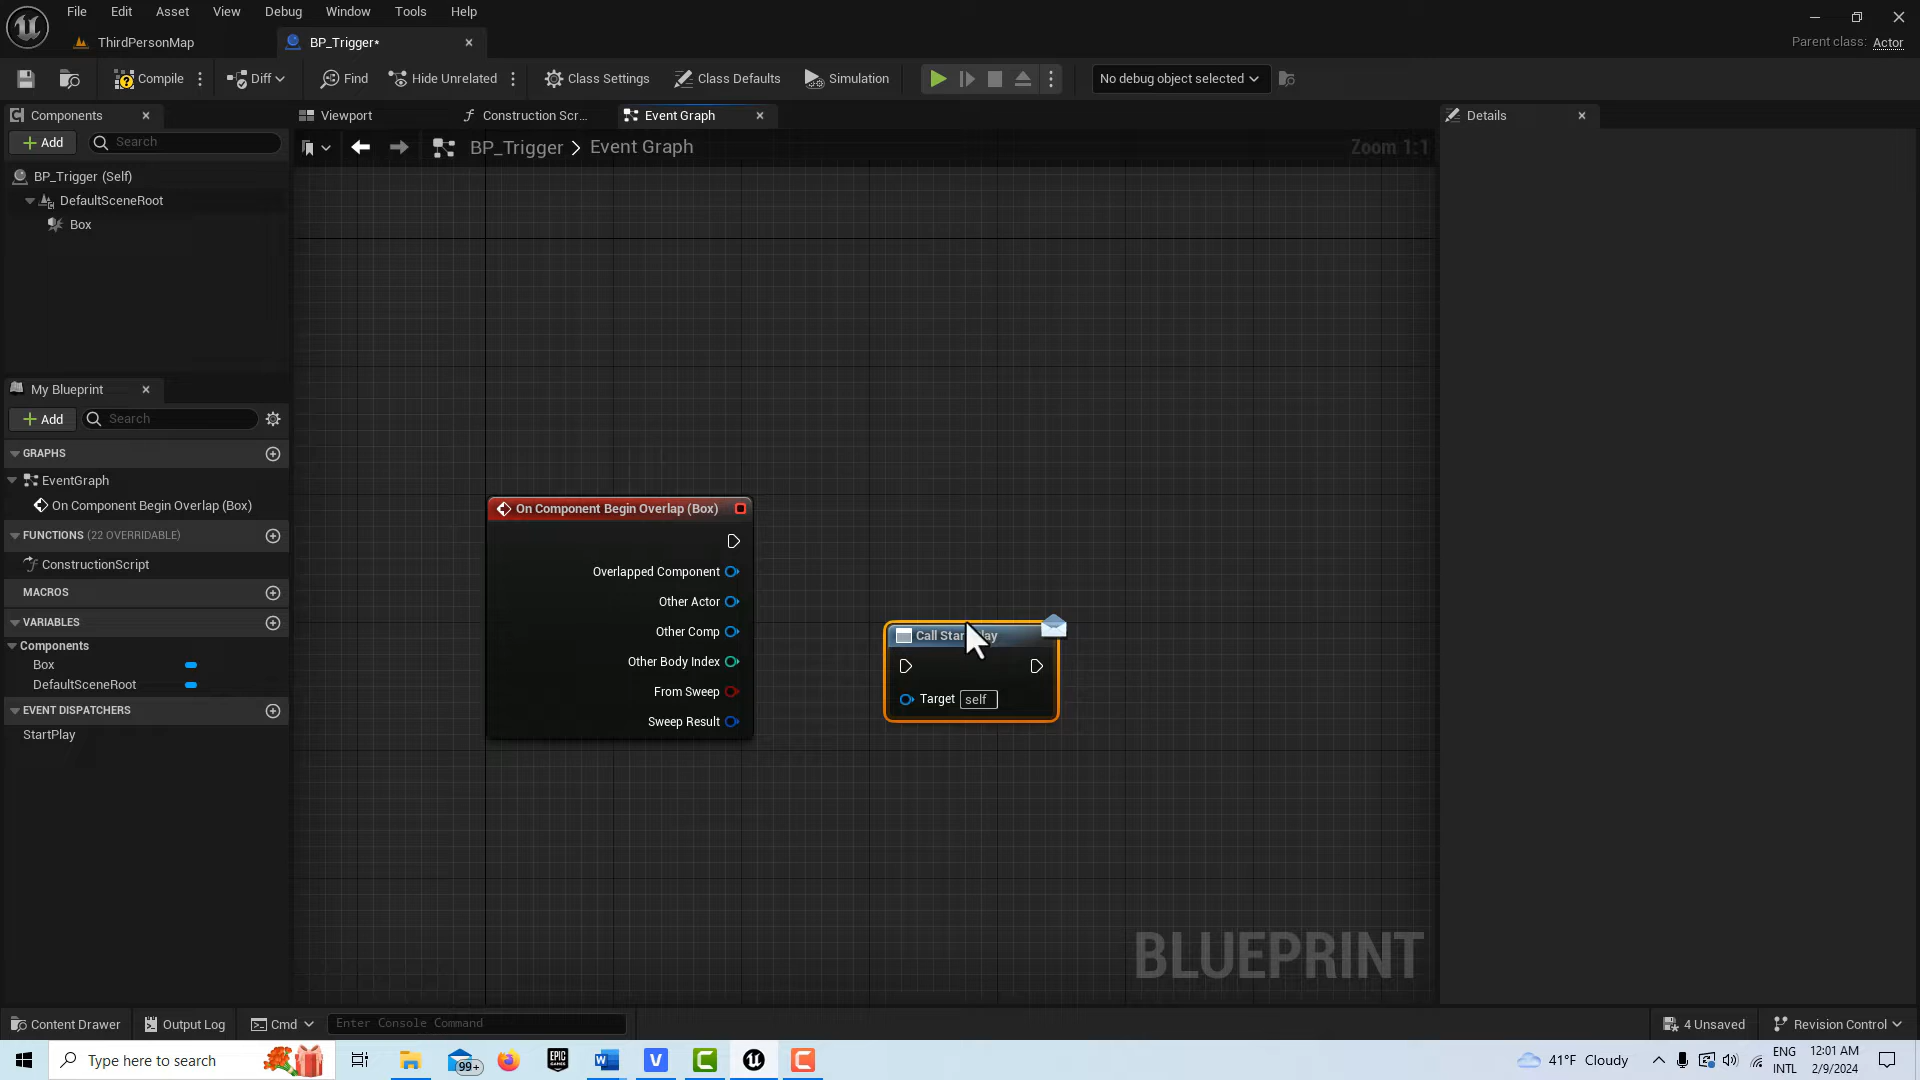 File Edit Asset View Debug Window Tools Help
ThirdPersonMap BP_Trigger*
Parent class: Actor
Compile Diff Find Hide Unrelated Class Settings Class Defaults Simulation No debug object selected
Components
Viewport Construction Scr... Event Graph
Details
Add Search
BP_Trigger > Event Graph
Zoom 1:1
BP_Trigger (Self)
DefaultSceneRoot
Box
My Blueprint
Add Search
GRAPHS
EventGraph
On Component Begin Overlap (Box)
FUNCTIONS (22 OVERRIDABLE)
ConstructionScript
MACROS
VARIABLES
Components
Box
DefaultSceneRoot
EVENT DISPATCHERS
StartPlay
On Component Begin Overlap (Box)
Overlapped Component
Other Actor
Other Comp
Other Body Index
From Sweep
Sweep Result
Call
Target self
BLUEPRINT
Content Drawer Output Log Cmd Enter Console Command
4 Unsaved Revision Control
Type here to search
99+
EPIC GAMES
41°F Cloudy
ENG
INTL
12:01 AM
2/9/2024